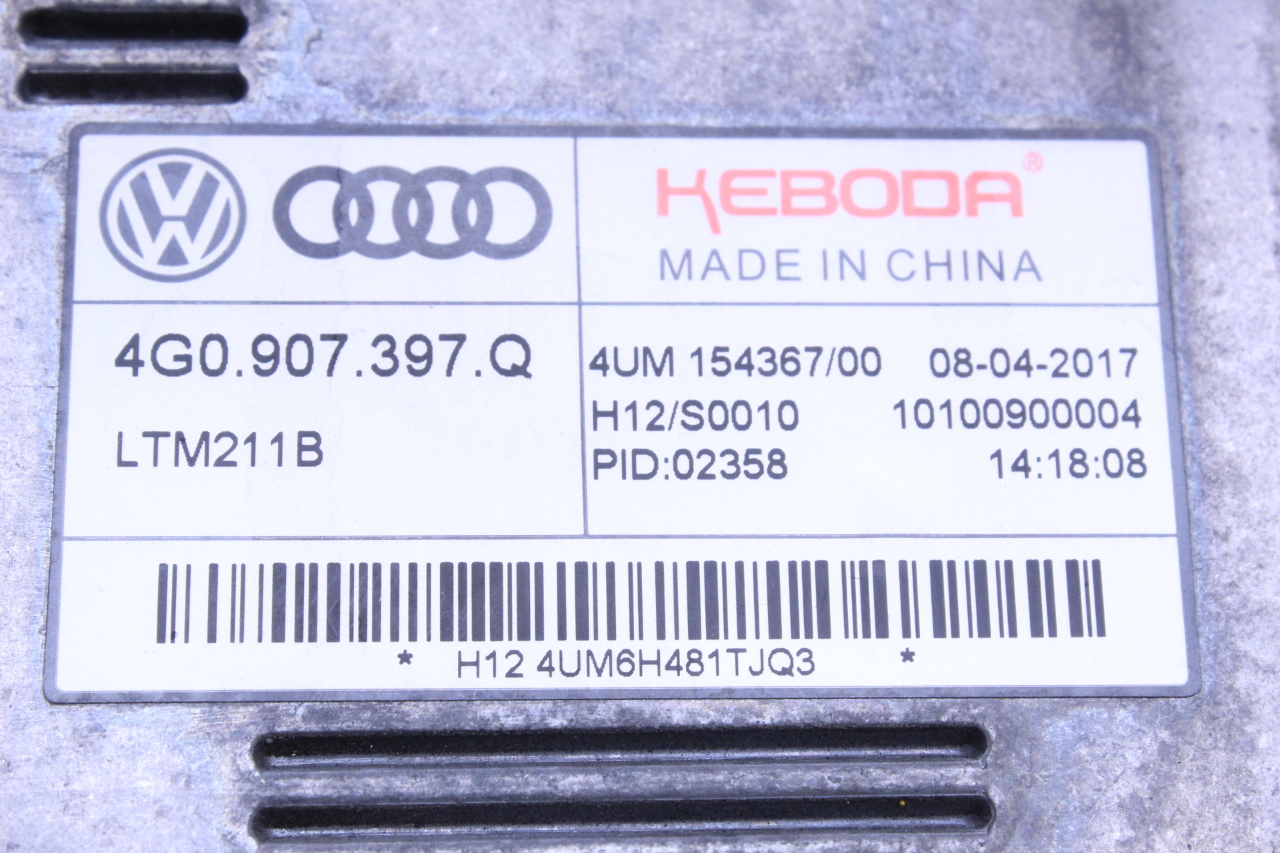 KEBODA®
MADE IN CHINA
4G0.907.397.Q
LTM211B
4UM 154367/00 08-04-2017
H12/S0010 10100900004
PID:02358 14:18:08
* H12 4UM6H481TJQ3 *